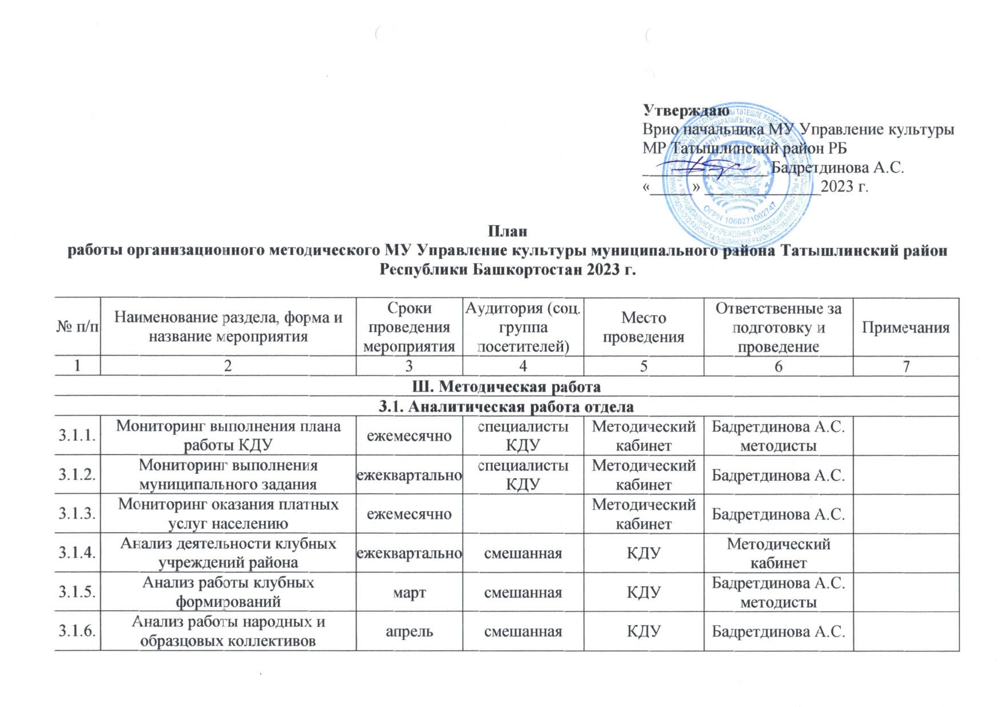 Утверждаю
Врио начальника МУ Управление культуры
МР Татышлинский район РБ
_______________ Бадретдинова А.С.
«_____» ______________2023 г.
ОГРН 1060271002747
План
работы организационного методического МУ Управление культуры муниципального района Татышлинский район
Республики Башкортостан 2023 г.
№ п/п
Наименование раздела, форма и
название мероприятия
Сроки
проведения
мероприятия
Аудитория (соц.
группа
посетителей)
Место
проведения
Ответственные за
подготовку и
проведение
Примечания
1 2 3 4 5 6 7
Ш. Методическая работа
3.1. Аналитическая работа отдела
3.1.1.
Мониторинг выполнения плана
работы КДУ
ежемесячно
специалисты
КДУ
Методический
кабинет
Бадретдинова А.С.
методисты
3.1.2.
Мониторинг выполнения
муниципального задания
ежеквартально
специалисты
КДУ
Методический
кабинет
Бадретдинова А.С.
3.1.3.
Мониторинг оказания платных
услуг населению
ежемесячно
Методический
кабинет
Бадретдинова А.С.
3.1.4.
Анализ деятельности клубных
учреждений района
ежеквартально
смешанная
КДУ
Методический
кабинет
3.1.5.
Анализ работы клубных
формирований
март
смешанная
КДУ
Бадретдинова А.С.
методисты
3.1.6.
Анализ работы народных и
образцовых коллективов
апрель
смешанная
КДУ
Бадретдинова А.С.